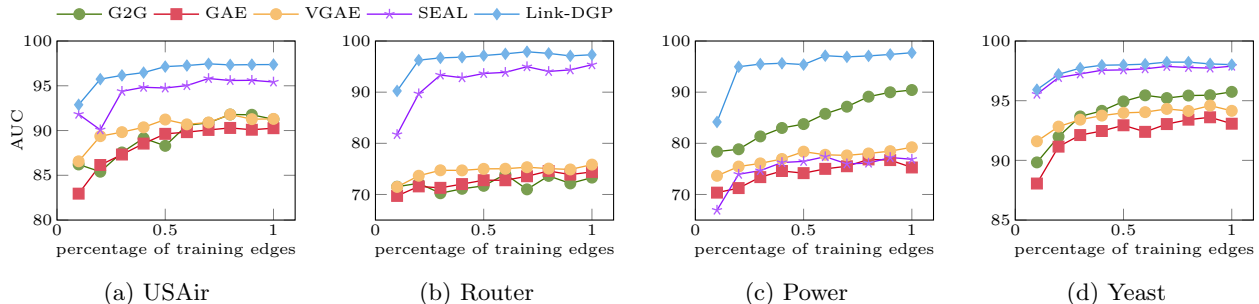 G2G GAE VGAE SEAL Link-DGP
AUC
100
95
90
85
80
0 0.5 1
percentage of training edges
(a) USAir
100
90
80
70
0 0.5 1
percentage of training edges
(b) Router
100
90
80
70
0 0.5 1
percentage of training edges
(c) Power
100
95
90
85
0 0.5 1
percentage of training edges
(d) Yeast